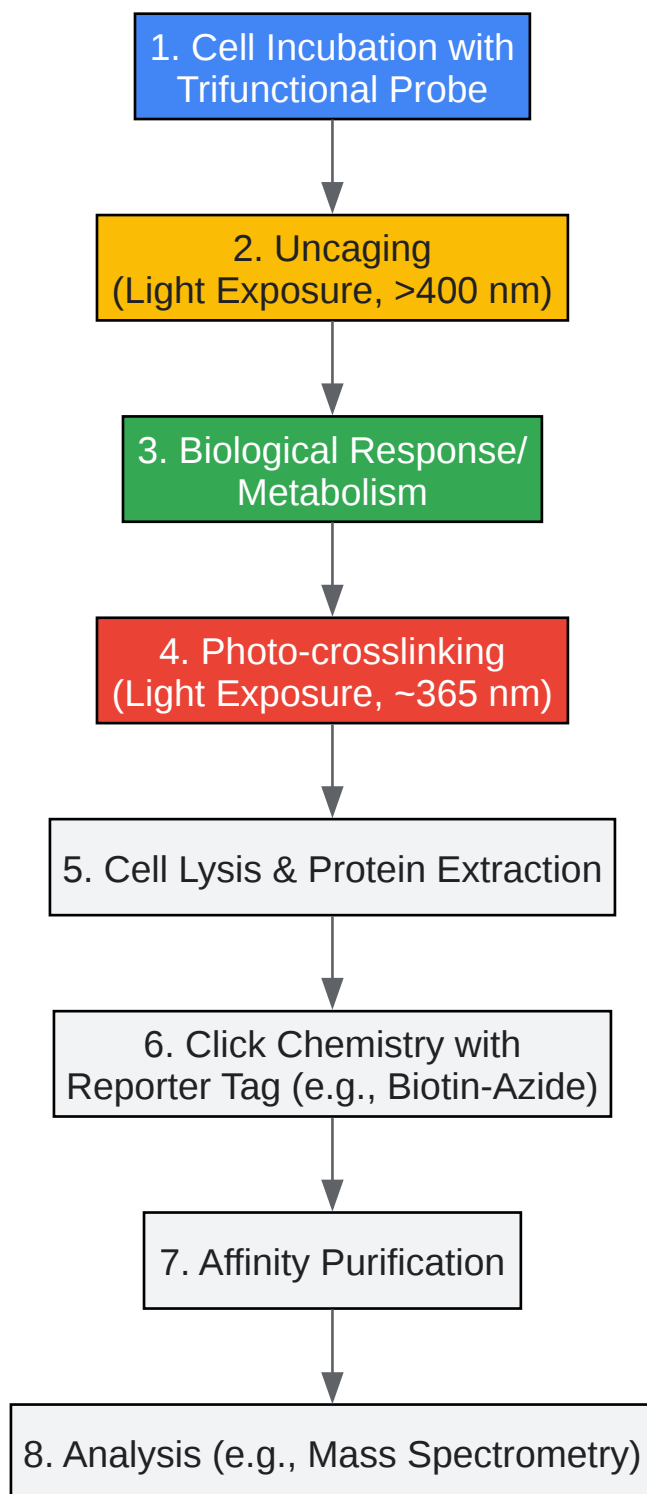 1. Cell Incubation with
Trifunctional Probe
2. Uncaging
(Light Exposure, >400 nm)
3. Biological Response/
Metabolism
4. Photo-crosslinking
(Light Exposure, ~365 nm)
5. Cell Lysis & Protein Extraction
6. Click Chemistry with
Reporter Tag (e.g., Biotin-Azide)
7. Affinity Purification
8. Analysis (e.g., Mass Spectrometry)